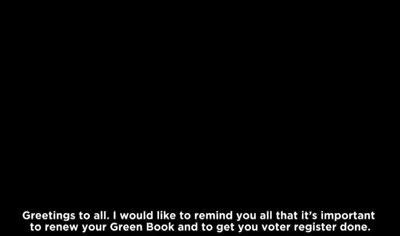 Greetings to all. I would like to remind you all that it's important
to renew your Green Book and to get you voter register done.